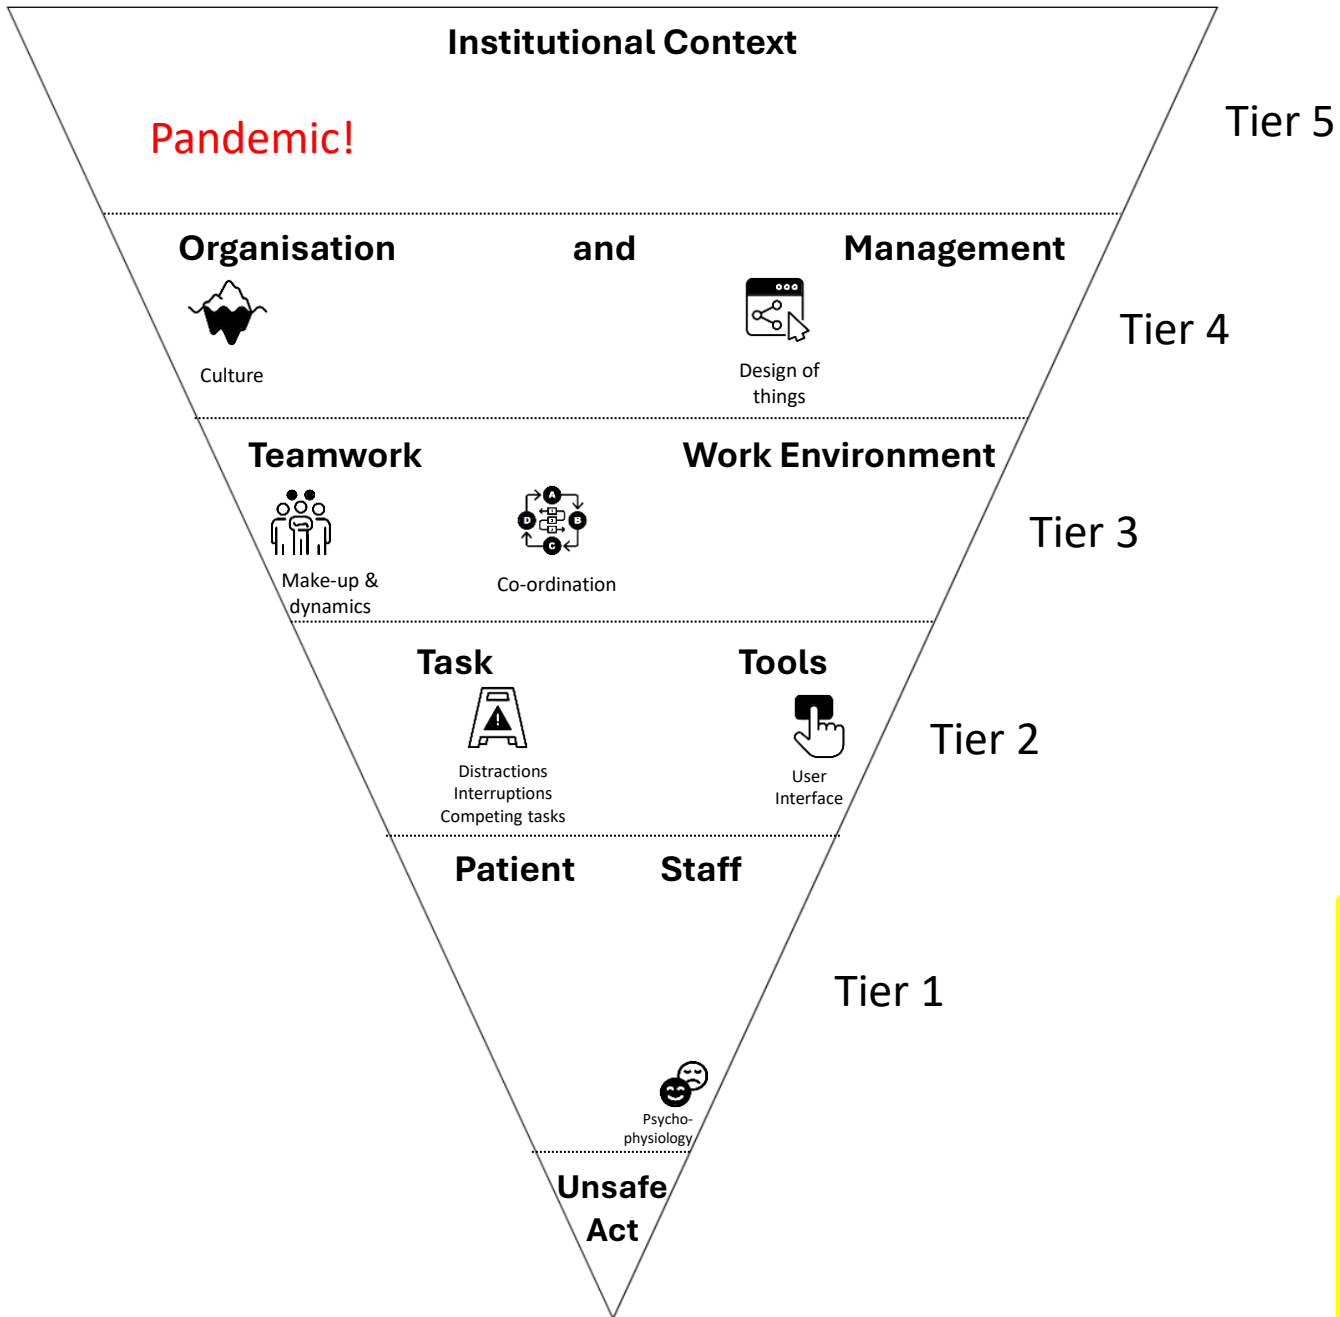 Institutional Context
Pandemic!
Tier 5
Organisation and Management
Culture
Design of
things
Tier 4
Teamwork Work Environment
A
D B
C
Make-up &
dynamics
Co-ordination
Tier 3
Task Tools
!
Distractions
Interruptions
Competing tasks
User
Interface
Tier 2
Patient Staff
Tier 1
Psycho-
physiology
Unsafe
Act